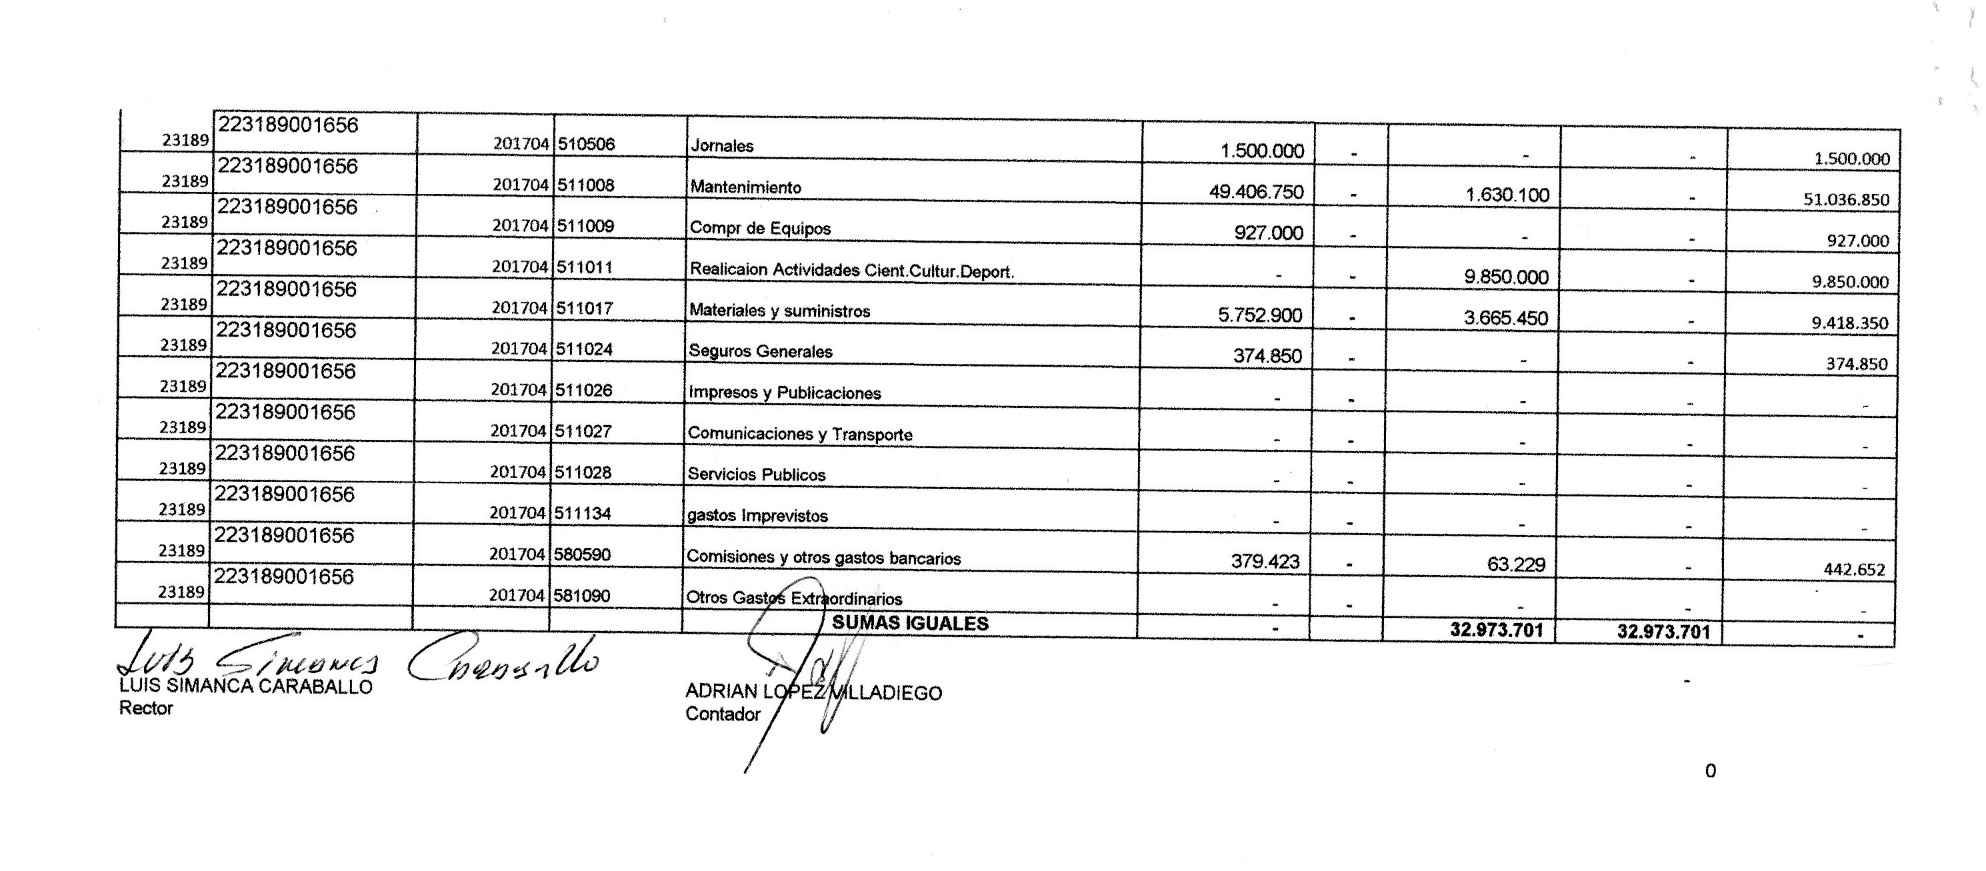 23189 223189001656 201704 510506 Jornales 1.500.000 - - - 1.500.000
23189 223189001656 201704 511008 Mantenimiento 49.406.750 - 1.630.100 - 51.036.850
23189 223189001656 201704 511009 Compr de Equipos 927.000 - - - 927.000
23189 223189001656 201704 511011 Realicaion Actividades Cient.Cultur.Deport. - - 9.850.000 - 9.850.000
23189 223189001656 201704 511017 Materiales y suministros 5.752.900 - 3.665.450 - 9.418.350
23189 223189001656 201704 511024 Seguros Generales 374.850 - - - 374.850
23189 223189001656 201704 511026 Impresos y Publicaciones - - - - -
23189 223189001656 201704 511027 Comunicaciones y Transporte - - - - -
23189 223189001656 201704 511028 Servicios Publicos - - - - -
23189 223189001656 201704 511134 gastos Imprevistos - - - - -
23189 223189001656 201704 580590 Comisiones y otros gastos bancarios 379.423 - 63.229 - 442.652
23189 223189001656 201704 581090 Otros Gastos Extraordinarios - - - - -
SUMAS IGUALES - 32.973.701 32.973.701 -
Luis Simanca Caraballo
LUIS SIMANCA CARABALLO
Rector
ADRIAN LOPEZ VILLADIEGO
Contador
-
0